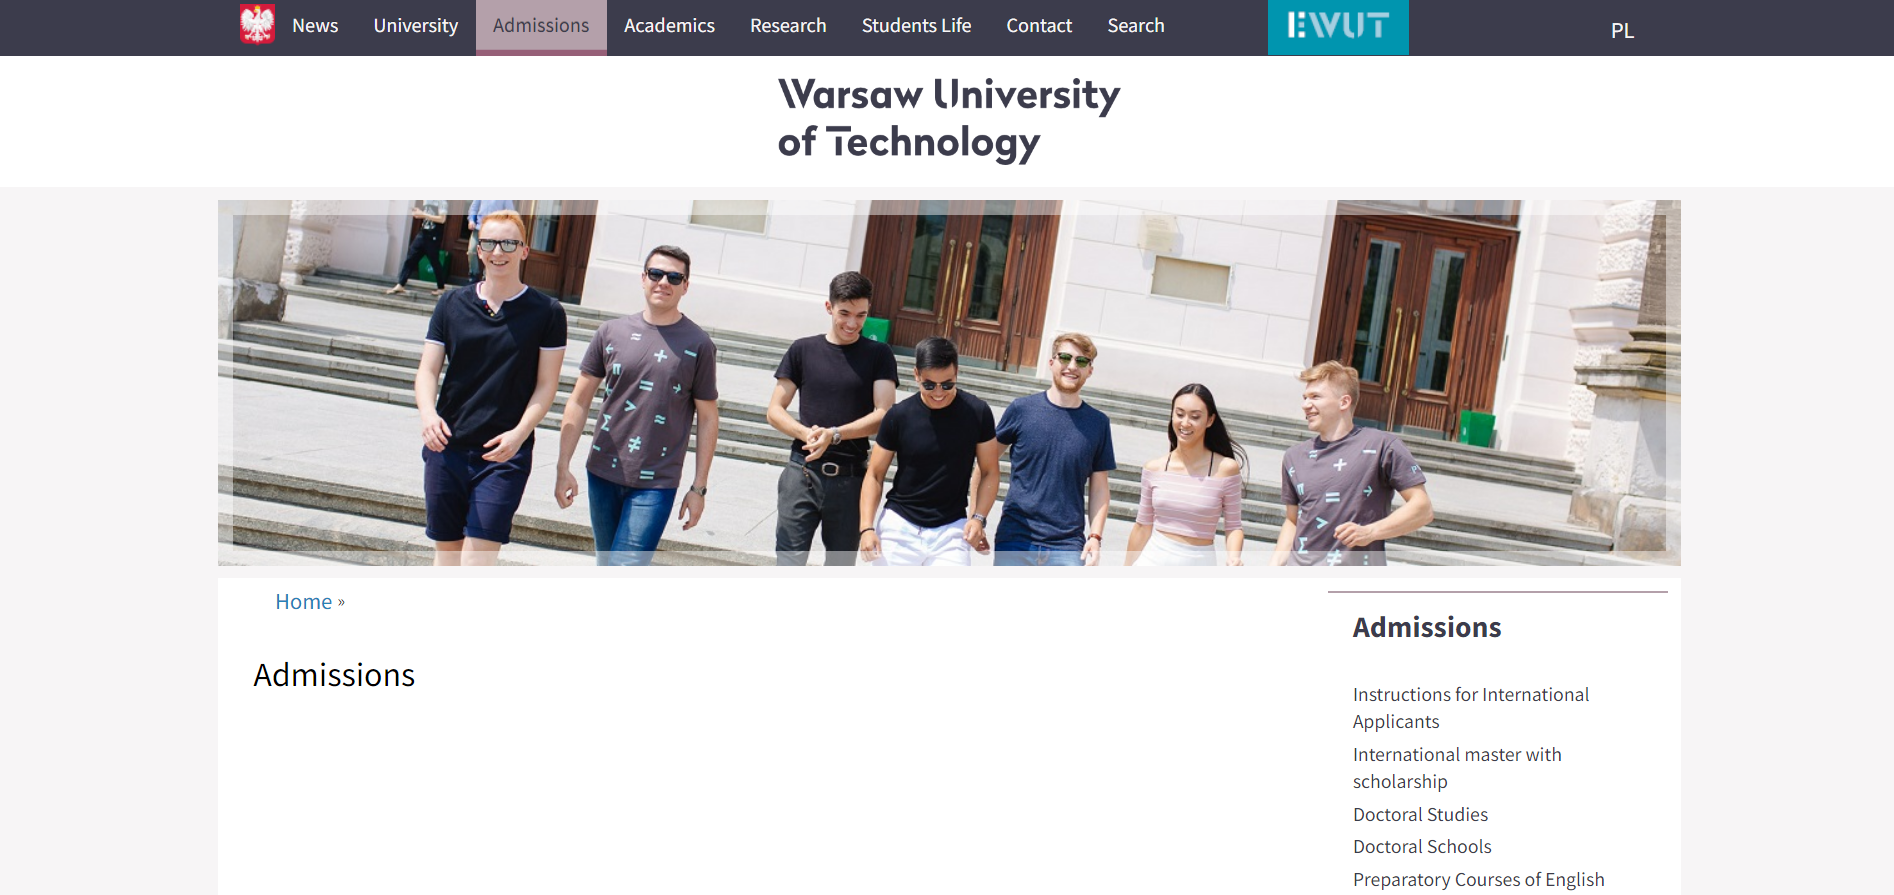 News University Admissions Academics Research Students Life Contact Search EWUT PL
Warsaw University
of Technology
Home »
Admissions
Admissions
Instructions for International
Applicants
International master with
scholarship
Doctoral Studies
Doctoral Schools
Preparatory Courses of English